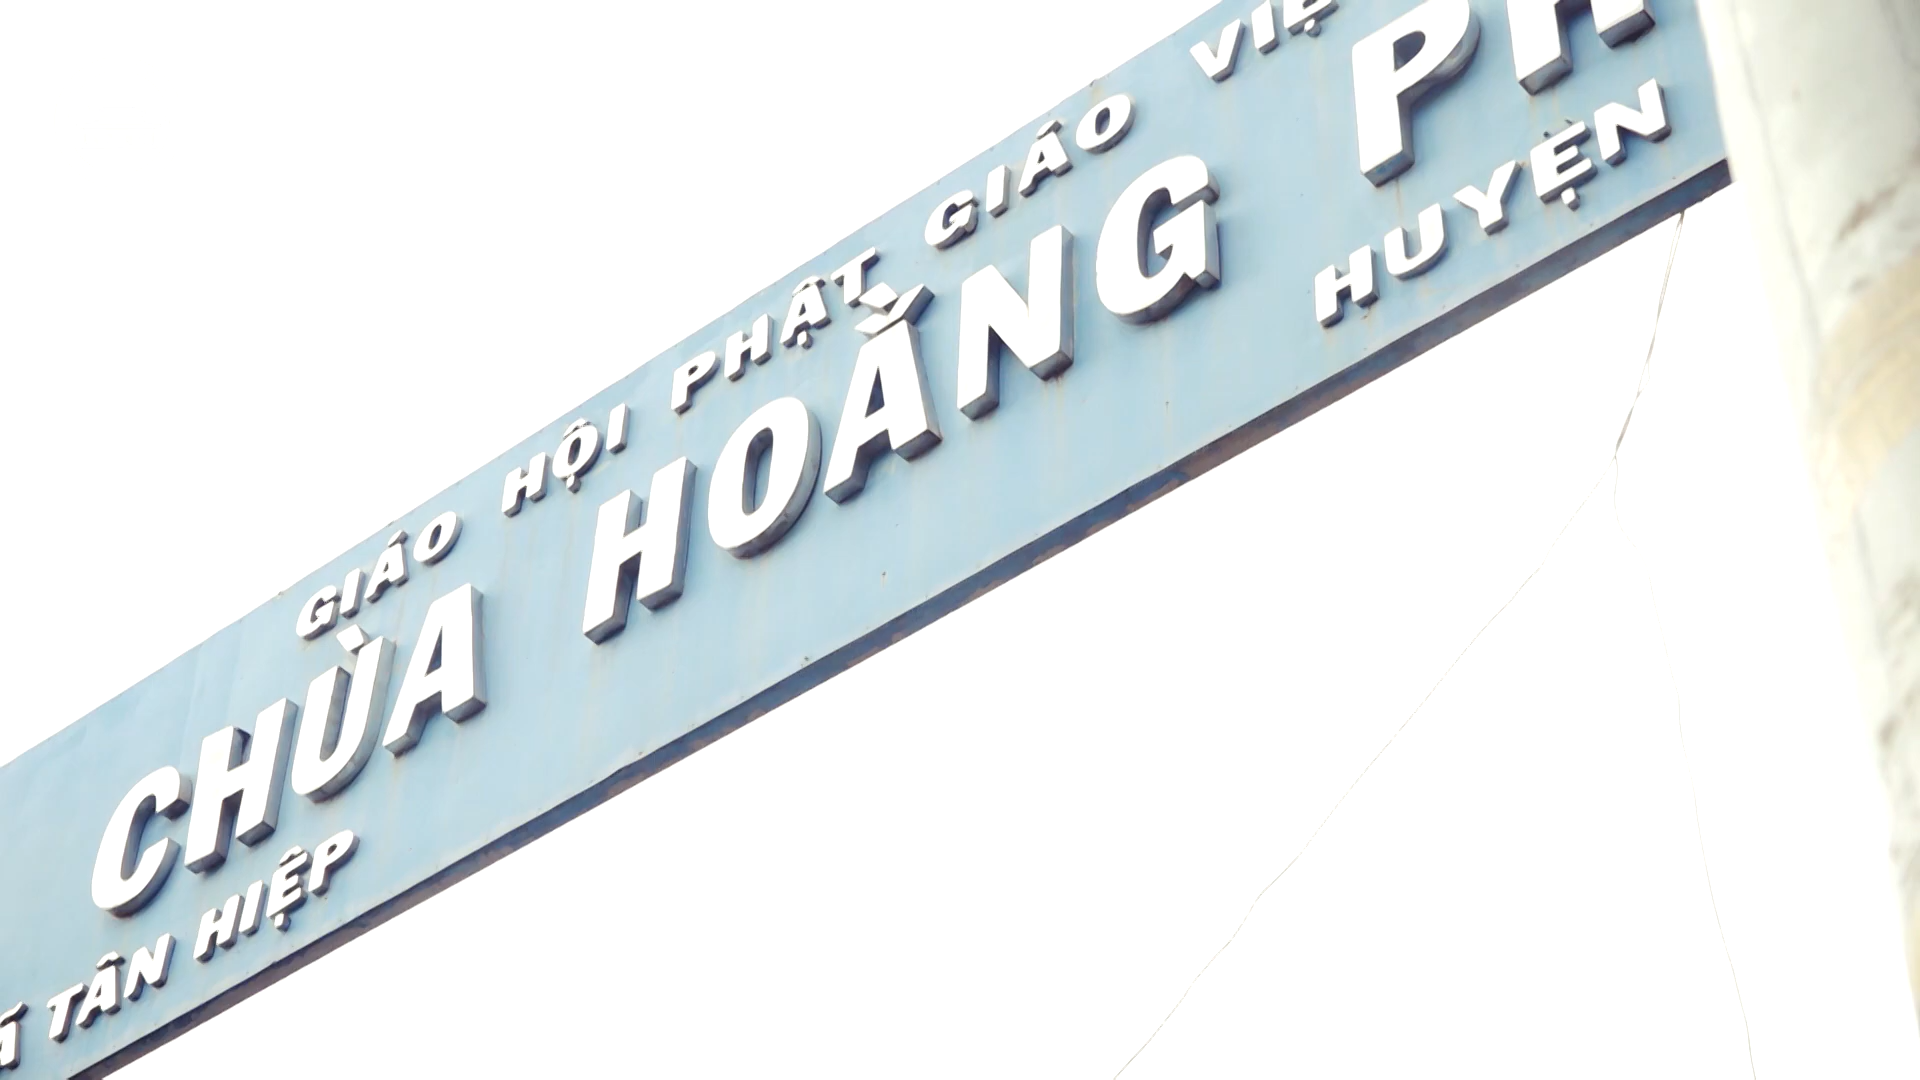 GIÁO HỘI PHẬT GIÁO VIỆ
CHÙA HOẰNG PH
Ã TÂN HIỆP HUYỆN